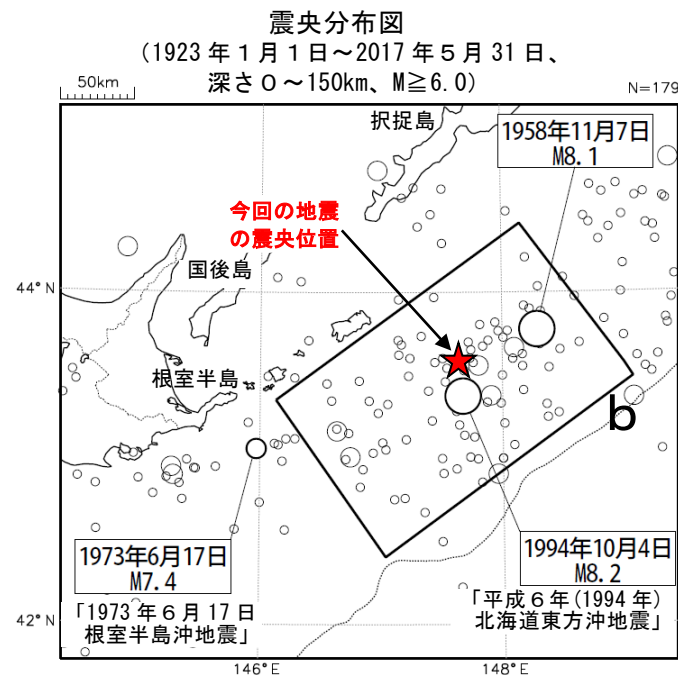 震央分布図
(1923年1月1日～2017年5月31日、
深さ０～150km、M≧6.0)
50km
N=179
択捉島
1958年11月7日
M8.1
今回の地震
の震央位置
国後島
44°N
根室半島
b
1973年6月17日
M7.4
1994年10月4日
M8.2
「1973年６月17日
根室半島沖地震」
「平成６年(1994年)
北海道東方沖地震」
42°N
146°E
148°E